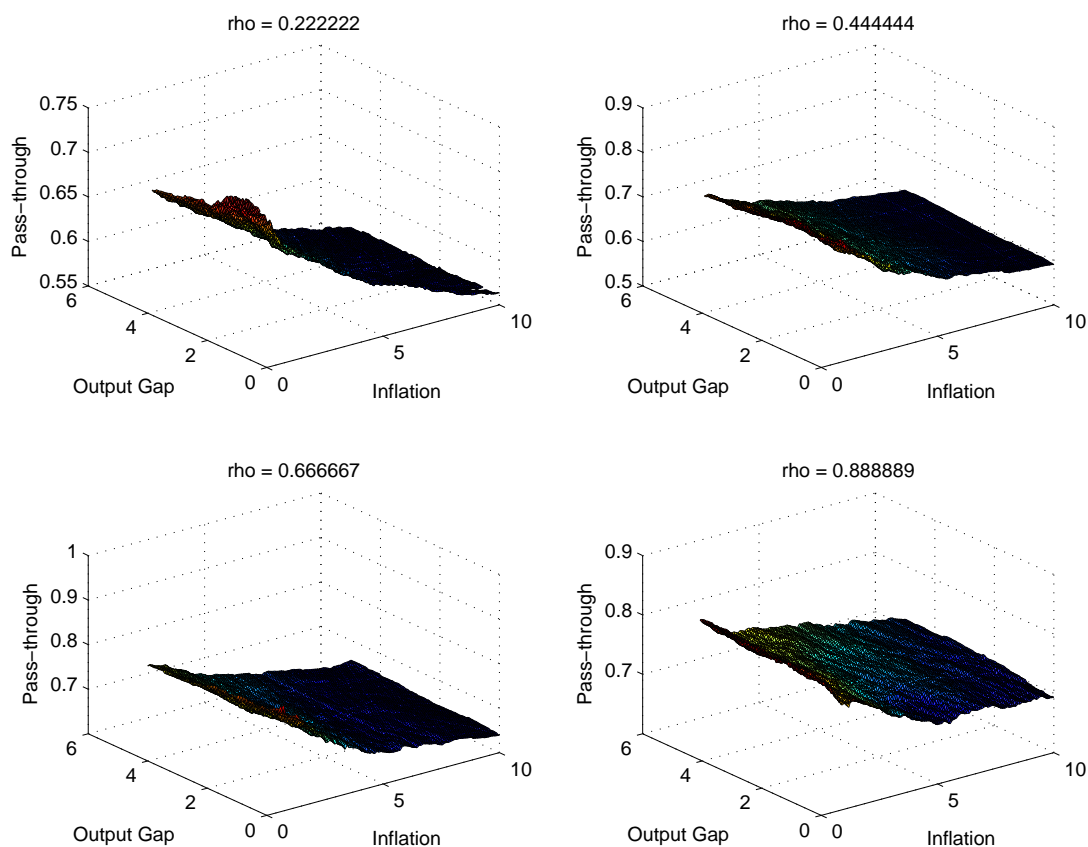 rho = 0.222222
0.75
0.7
0.65
0.6
0.55
Pass−through
6
4
2
0
Output Gap
0
5
10
Inflation
rho = 0.444444
0.9
0.8
0.7
0.6
0.5
Pass−through
6
4
2
0
Output Gap
0
5
10
Inflation
rho = 0.666667
1
0.9
0.8
0.7
Pass−through
6
4
2
0
Output Gap
0
5
10
Inflation
rho = 0.888889
0.9
0.8
0.7
Pass−through
6
4
2
0
Output Gap
0
5
10
Inflation